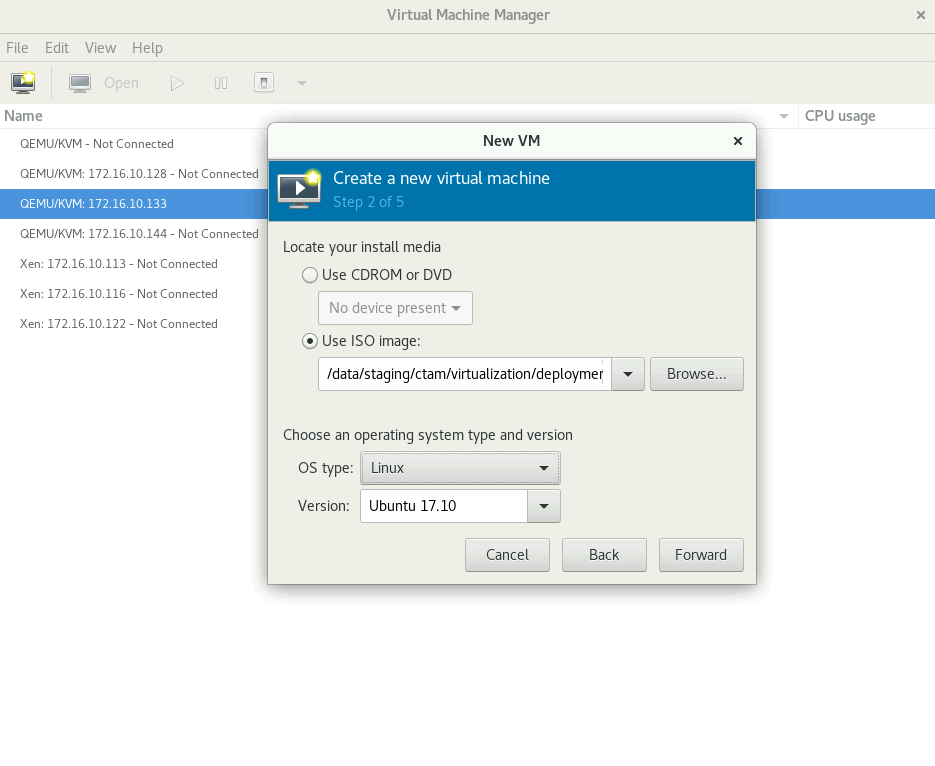 Virtual Machine Manager
File Edit View Help
Open
Name CPU usage
QEMU/KVM - Not Connected
QEMU/KVM: 172.16.10.128 - Not Connected
QEMU/KVM: 172.16.10.133
QEMU/KVM: 172.16.10.144 - Not Connected
Xen: 172.16.10.113 - Not Connected
Xen: 172.16.10.116 - Not Connected
Xen: 172.16.10.122 - Not Connected
New VM
Create a new virtual machine
Step 2 of 5
Locate your install media
Use CDROM or DVD
No device present
Use ISO image:
/data/staging/ctam/virtualization/deploymer
Browse...
Choose an operating system type and version
OS type: Linux
Version: Ubuntu 17.10
Cancel Back Forward